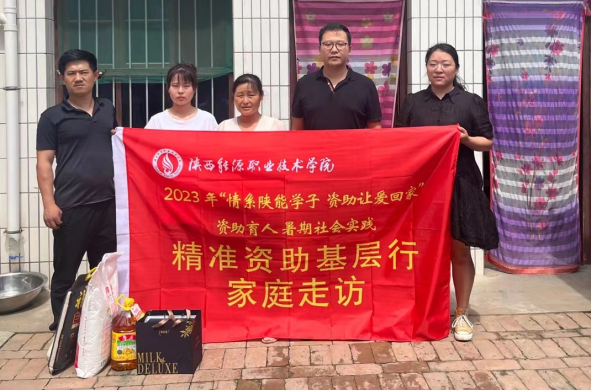 陕西能源职业技术学院
2023年“情系陕能学子 资助让爱回家”
资助育人暑期社会实践
精准资助基层行
家庭走访
MILK
DELUXE